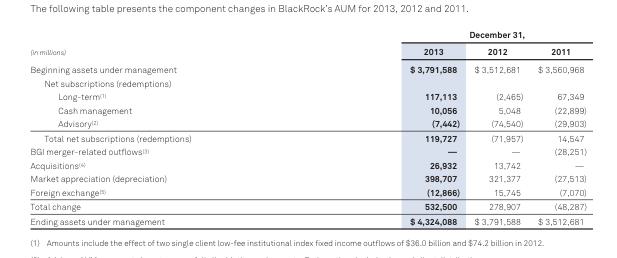 The following table presents the component changes in BlackRock's AUM for 2013, 2012 and 2011.
December 31,
(in millions) 2013 2012 2011
Beginning assets under management $ 3,791,588 $ 3,512,681 $ 3,560,968
Net subscriptions (redemptions)
Long-term(1) 117,113 (2,465) 67,349
Cash management 10,056 5,048 (22,899)
Advisory(2) (7,442) (74,540) (29,903)
Total net subscriptions (redemptions) 119,727 (71,957) 14,547
BGI merger-related outflows(3) — — (28,251)
Acquisitions(4) 26,932 13,742 —
Market appreciation (depreciation) 398,707 321,377 (27,513)
Foreign exchange(5) (12,866) 15,745 (7,070)
Total change 532,500 278,907 (48,287)
Ending assets under management $ 4,324,088 $ 3,791,588 $ 3,512,681
(1) Amounts include the effect of two single client low-fee institutional index fixed income outflows of $36.0 billion and $74.2 billion in 2012.